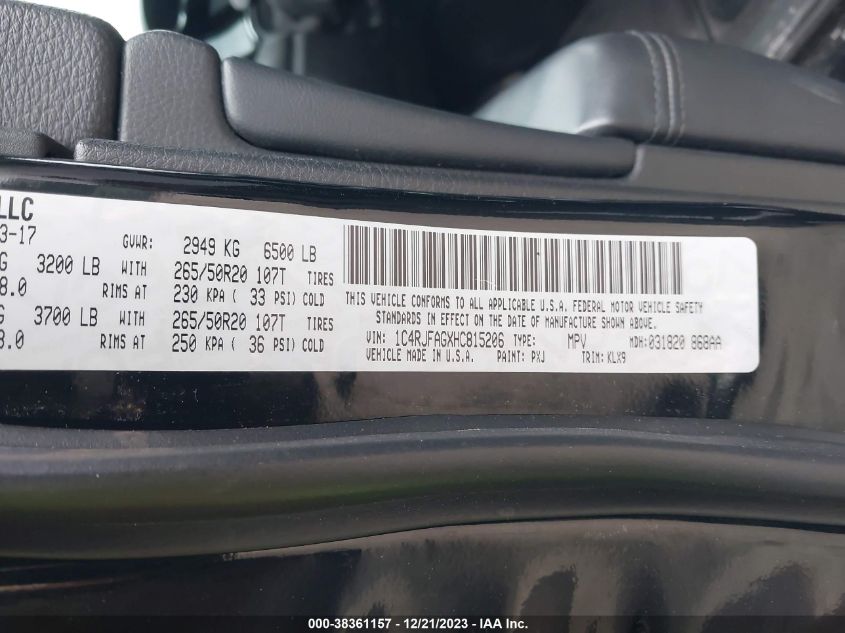 LLC
3-17 GVWR: 2949 KG 6500 LB
G 3200 LB WITH 265/50R20 107T TIRES
8.0 RIMS AT 230 KPA ( 33 PSI) COLD
G 3700 LB WITH 265/50R20 107T TIRES
8.0 RIMS AT 250 KPA ( 36 PSI) COLD
THIS VEHICLE CONFORMS TO ALL APPLICABLE U.S.A. FEDERAL MOTOR VEHICLE SAFETY
STANDARDS IN EFFECT ON THE DATE OF MANUFACTURE SHOWN ABOVE.
VIN: 1C4RJFAGXHC815206 TYPE: MPV MDH:031820 868AA
VEHICLE MADE IN U.S.A. PAINT: PXJ TRIM: KLX9
000-38361157 - 12/21/2023 - IAA Inc.